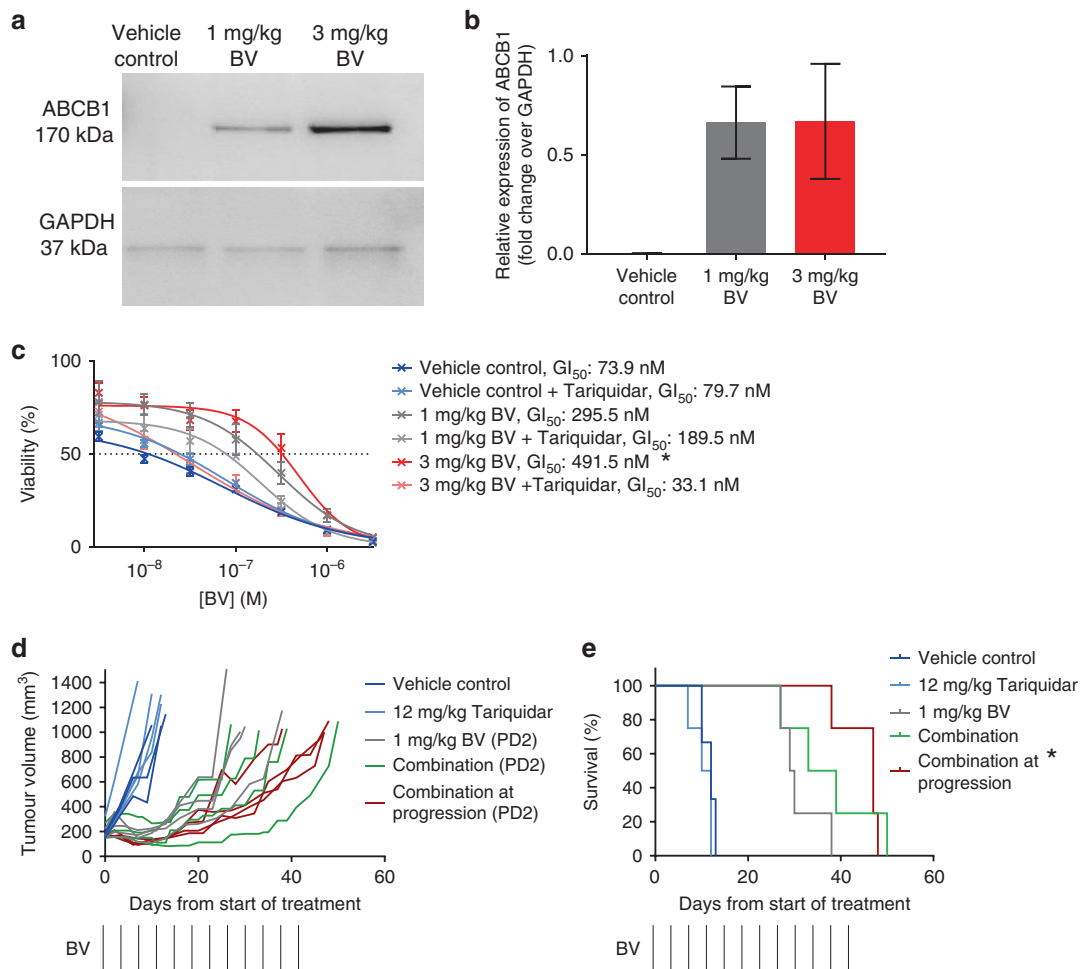 a
Vehicle control
1 mg/kg BV
3 mg/kg BV
ABCB1
170 kDa
GAPDH
37 kDa
b
Relative expression of ABCB1
(fold change over GAPDH)
1.0
0.5
0.0
Vehicle control
1 mg/kg BV
3 mg/kg BV
c
Viability (%)
100
50
0
10⁻⁸
10⁻⁷
10⁻⁶
[BV] (M)
Vehicle control, GI₅₀: 73.9 nM
Vehicle control + Tariquidar, GI₅₀: 79.7 nM
1 mg/kg BV, GI₅₀: 295.5 nM
1 mg/kg BV + Tariquidar, GI₅₀: 189.5 nM
3 mg/kg BV, GI₅₀: 491.5 nM *
3 mg/kg BV +Tariquidar, GI₅₀: 33.1 nM
d
Tumour volume (mm³)
1400
1200
1000
800
600
400
200
0
0
20
40
60
Days from start of treatment
BV
Vehicle control
12 mg/kg Tariquidar
1 mg/kg BV (PD2)
Combination (PD2)
Combination at
progression (PD2)
e
Survival (%)
100
80
60
40
20
0
0
20
40
60
Days from start of treatment
BV
Vehicle control
12 mg/kg Tariquidar
1 mg/kg BV
Combination
Combination at *
progression